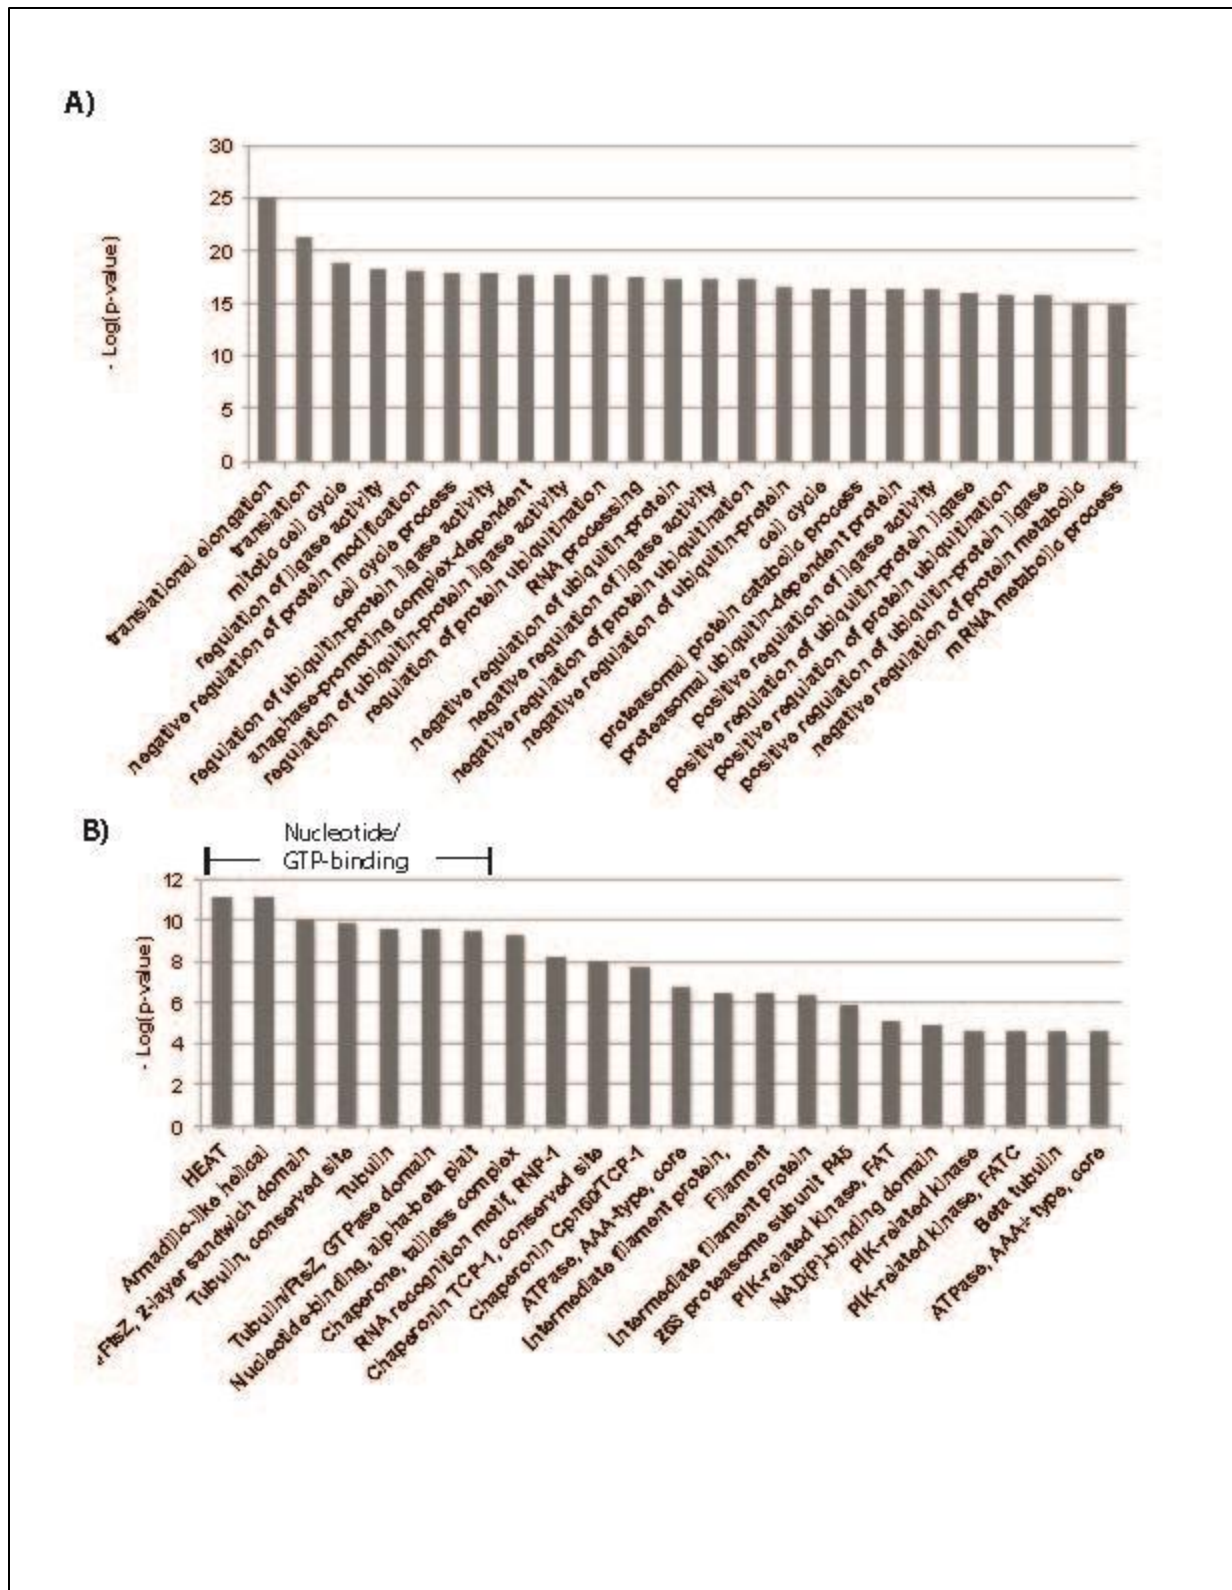 A)
30
25
20
15
10
5
0
- Log(p-value)
translational elongation
translation
mitotic cell cycle
regulation of ligase activity
negative regulation of protein modification
cell cycle process
regulation of ubiquitin-protein ligase activity
anaphase-promoting complex-dependent
regulation of ubiquitin-protein ligase activity
regulation of protein ubiquitination
RNA processing
negative regulation of ubiquitin-protein
negative regulation of ligase activity
negative regulation of protein ubiquitination
negative regulation of ubiquitin-protein
cell cycle
proteasomal protein catabolic process
proteasomal ubiquitin-dependent protein
positive regulation of ligase activity
positive regulation of ubiquitin-protein ligase
positive regulation of protein ubiquitination
positive regulation of ubiquitin-protein ligase
negative regulation of protein metabolic
mRNA metabolic process
B)
Nucleotide/
GTP-binding
12
10
8
6
4
2
0
- Log(p-value)
HEAT
Armadillo-like helical
/FtsZ, 2-layer sandwich domain
Tubulin, conserved site
Tubulin
Tubulin/FtsZ, GTPase domain
Nucleotide-binding, alpha-beta plait
Chaperone, tailless complex
RNA recognition motif, RNP-1
Chaperonin TCP-1, conserved site
Chaperonin Cpn60/TCP-1
ATPase, AAA-type, core
Intermediate filament protein,
Filament
Intermediate filament protein
26S proteasome subunit P45
PIK-related kinase, FAT
NAD(P)-binding domain
PIK-related kinase
PIK-related kinase, FATC
Beta tubulin
ATPase, AAA+ type, core